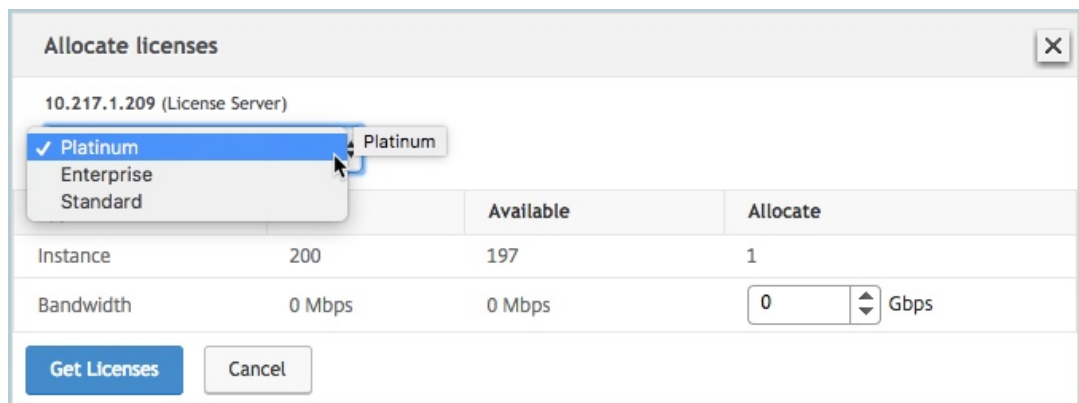 Allocate licenses
10.217.1.209 (License Server)
✓ Platinum
Platinum
Enterprise
Standard
Available Allocate
Instance 200 197 1
Bandwidth 0 Mbps 0 Mbps 0 Gbps
Get Licenses Cancel